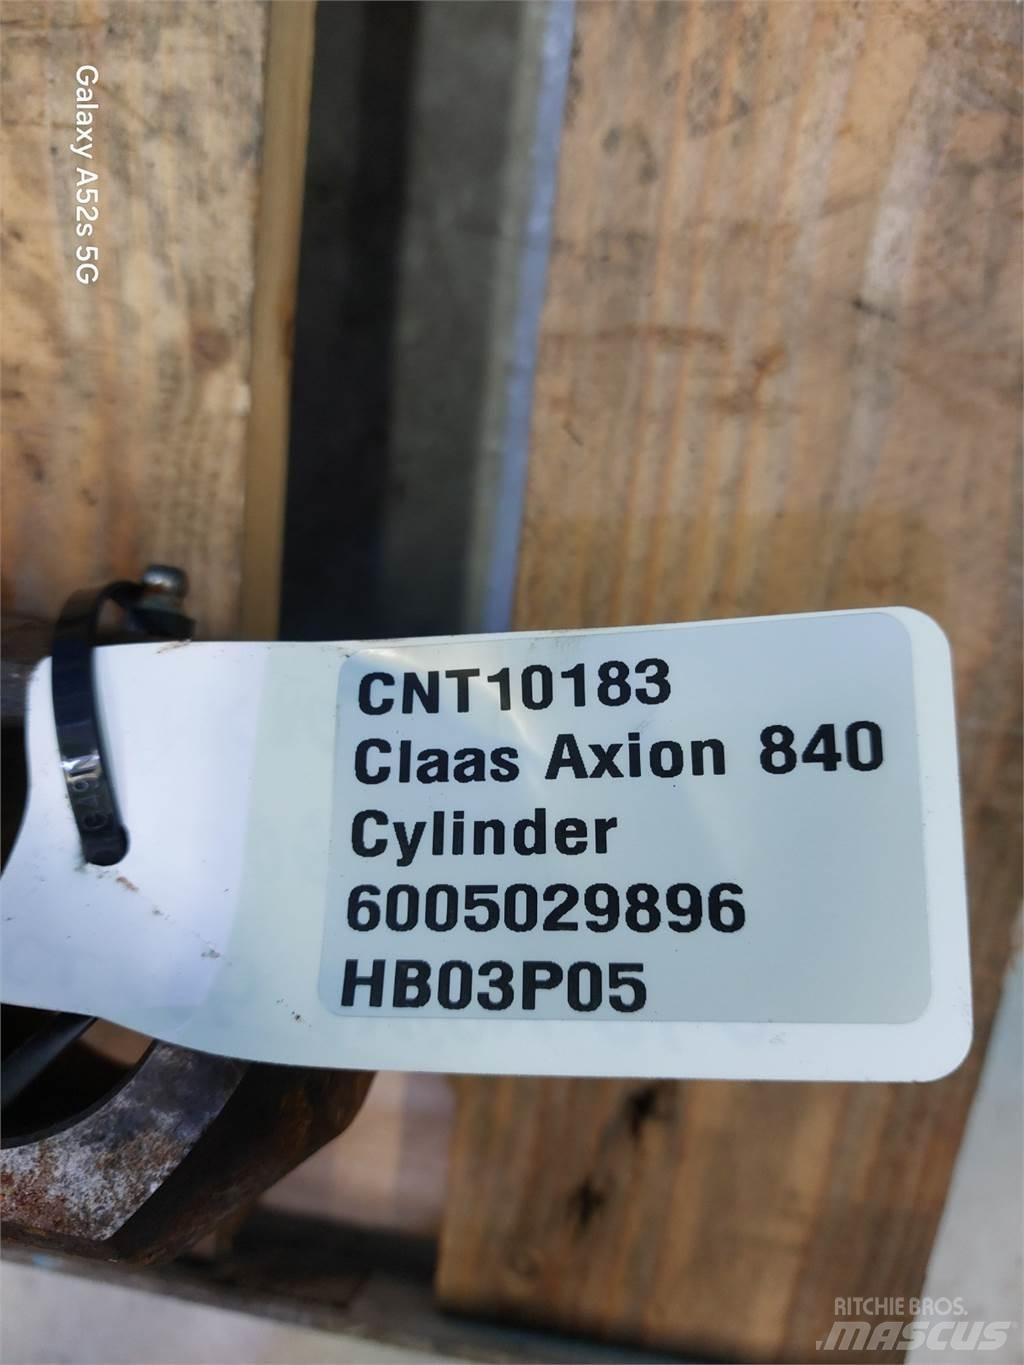 Galaxy A52s 5G
CNT10183
Claas Axion 840
Cylinder
6005029896
HB03P05
RITCHIE BROS.
MASCUS